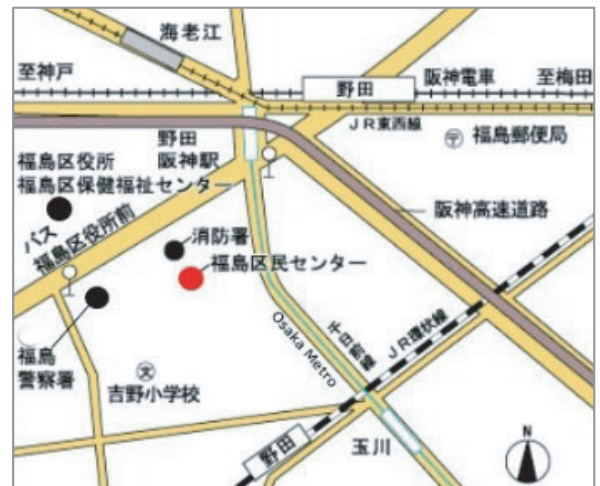 海老江
至神戸
野田
阪神電車
至梅田
JR東西線
福島郵便局
野田
阪神駅
福島区役所
福島区保健福祉センター
阪神高速道路
バス
福島区役所前
消防署
福島区民センター
千日前線
JR環状線
Osaka Metro
福島
警察署
文
吉野小学校
野田
玉川
N